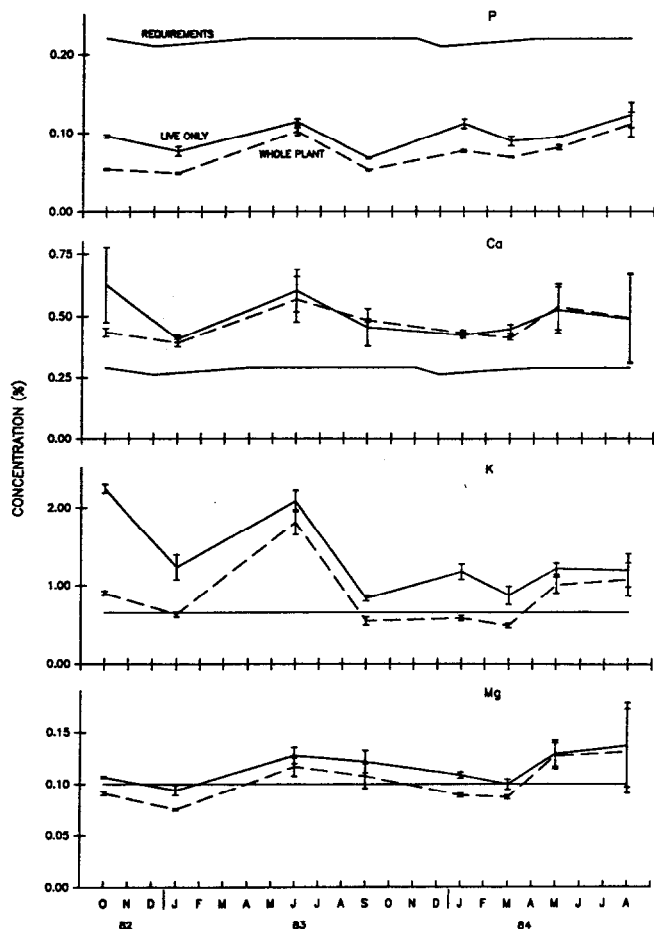 P
REQUIREMENTS
0.20
LIVE ONLY
0.10
WHOLE PLANT
0.00
Ca
0.75
0.50
0.25
0.00
CONCENTRATION (%)
K
2.00
1.00
0.00
Mg
0.15
0.10
0.05
0.00
O N D J F M A M J J A S O N D J F M A M J J A
82 83 84